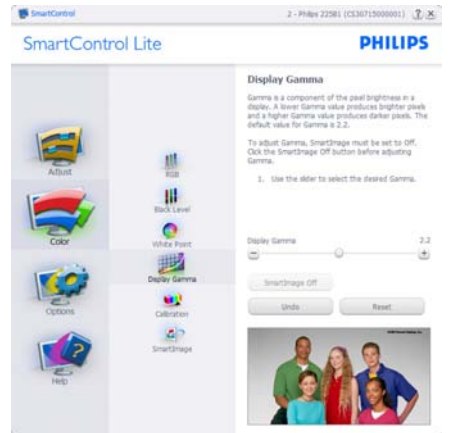 SmartControl
2 - Philips 225B1 (CS36715000001)
SmartControl Lite
PHILIPS
Adjust
Color
Options
Help
RGB
Black Level
White Point
Display Gamma
Calibration
SmartImage
Display Gamma
Gamma is a component of the pixel brightness in a
display. A lower Gamma value produces brighter pixels
and a higher Gamma value produces darker pixels. The
default value for Gamma is 2.2.
To adjust Gamma, SmartImage must be set to Off.
Click the SmartImage Off button before adjusting
Gamma.
1. Use the slider to select the desired Gamma.
Display Gamma
2.2
SmartImage Off
Undo
Reset